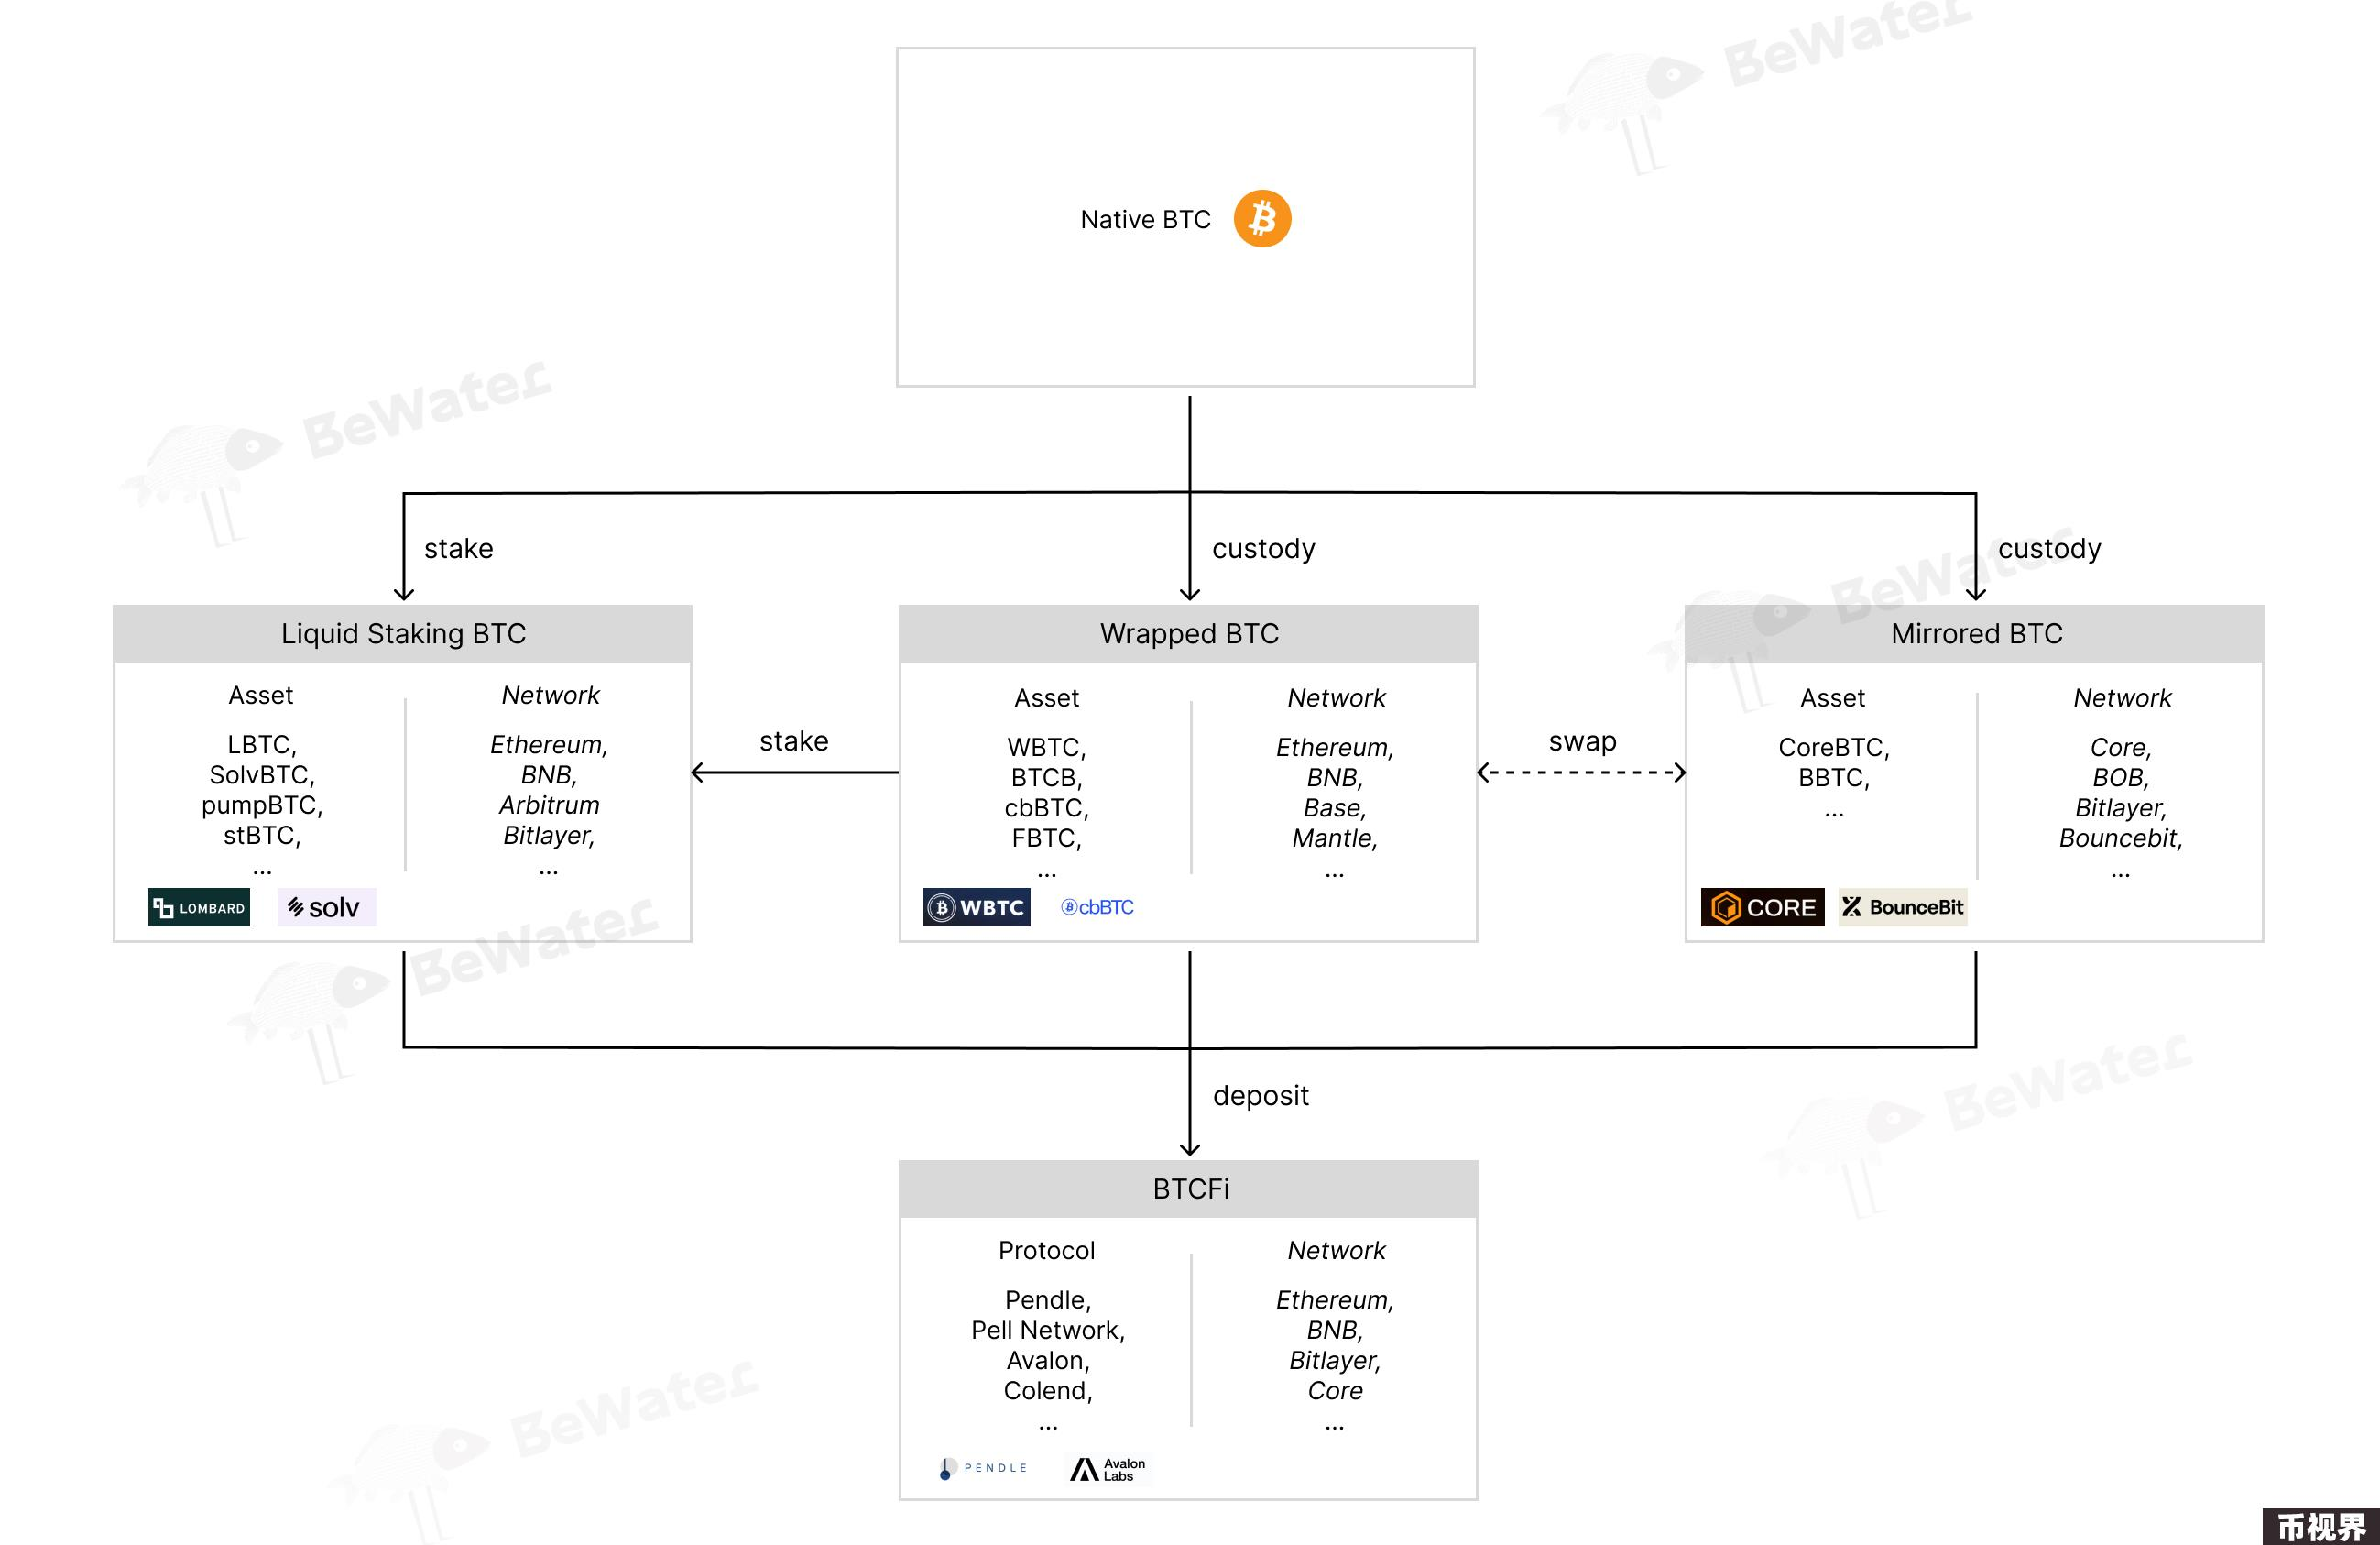 BeWater
Native BTC
BeWater
stake
custody
custody
BeWater
Liquid Staking BTC
Asset
Network
LBTC,
SolvBTC,
pumpBTC,
stBTC,
...
Ethereum,
BNB,
Arbitrum
Bitlayer,
...
LOMBARD
solv
stake
Wrapped BTC
Asset
Network
WBTC,
BTCB,
cbBTC,
FBTC,
...
Ethereum,
BNB,
Base,
Mantle,
...
WBTC
cbBTC
swap
Mirrored BTC
Asset
Network
CoreBTC,
BBTC,
...
Core,
BOB,
Bitlayer,
Bouncebit,
...
CORE
BounceBit
BeWater
deposit
BeWater
BTCFi
Protocol
Network
Pendle,
Pell Network,
Avalon,
Colend,
...
Ethereum,
BNB,
Bitlayer,
Core
...
PENDLE
Avalon
Labs
BeWater
币视界